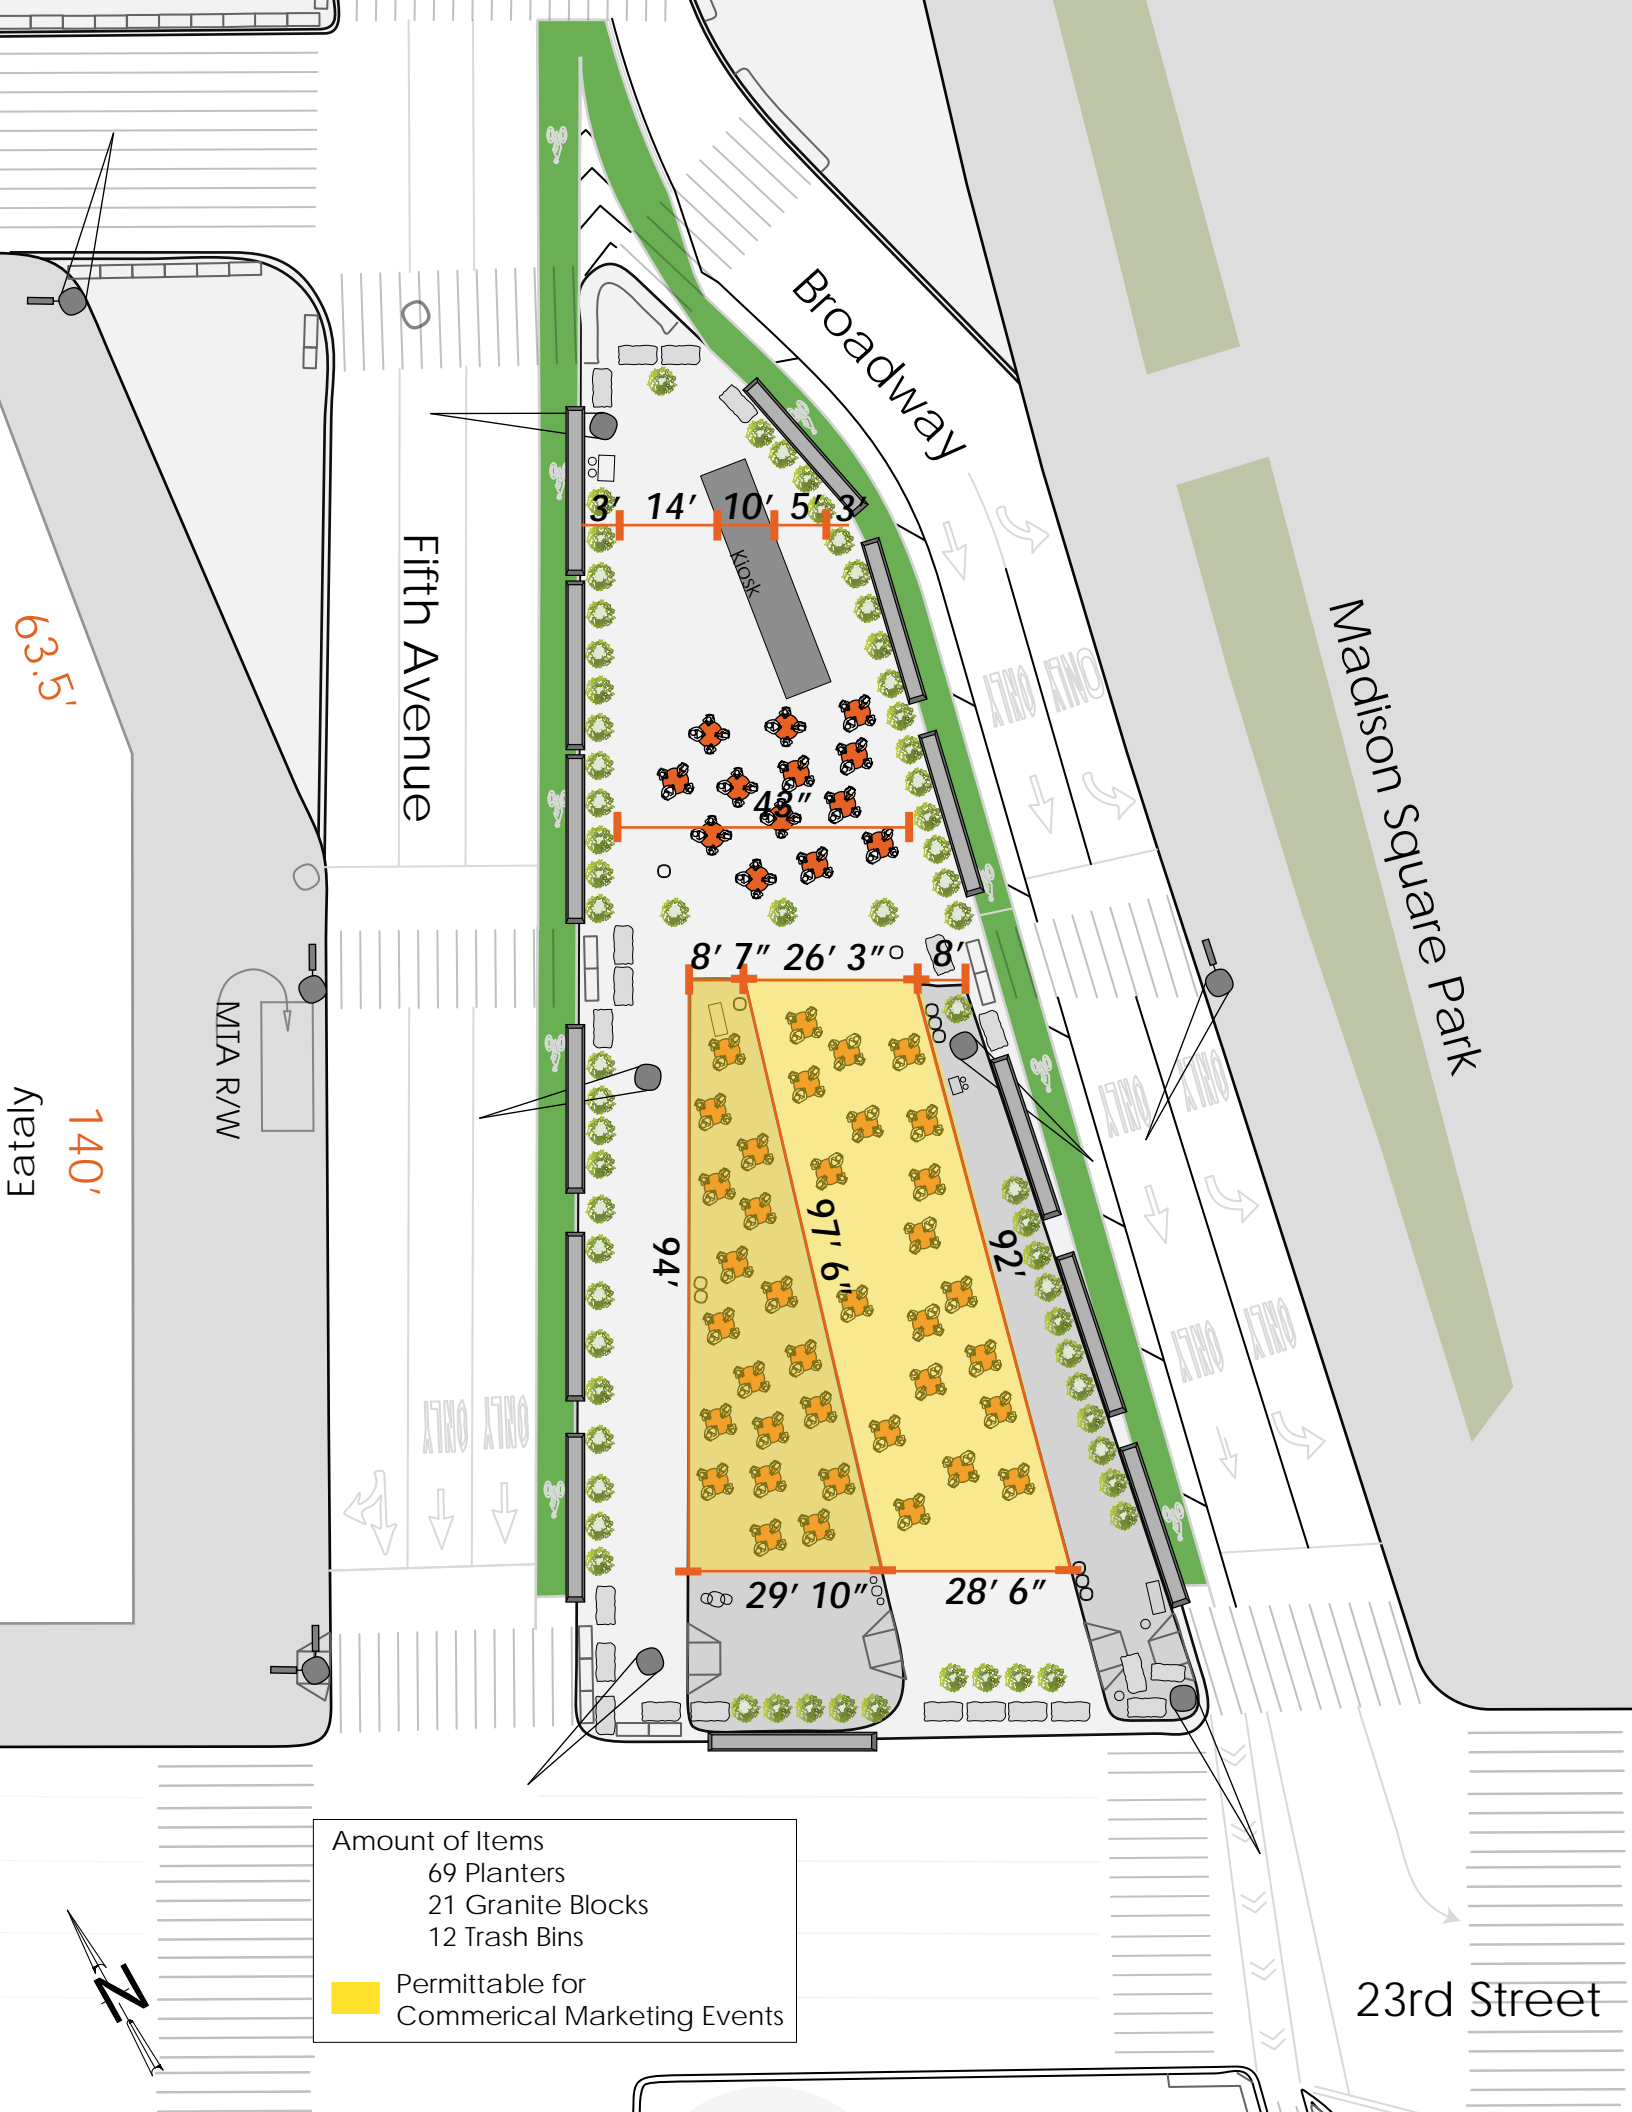 Broadway
3' 14' 10' 5' 3'
Kiosk
Fifth Avenue
63.5'
Madison Square Park
ONLY ONLY
43"
8' 7" 26' 3" 8'
MTA R/W
Eataly
140'
ONLY ONLY
94'
97' 6"
92'
ONLY ONLY
ONLY ONLY
29' 10" 28' 6"
Amount of Items
69 Planters
21 Granite Blocks
12 Trash Bins
Permittable for
Commerical Marketing Events
N
23rd Street